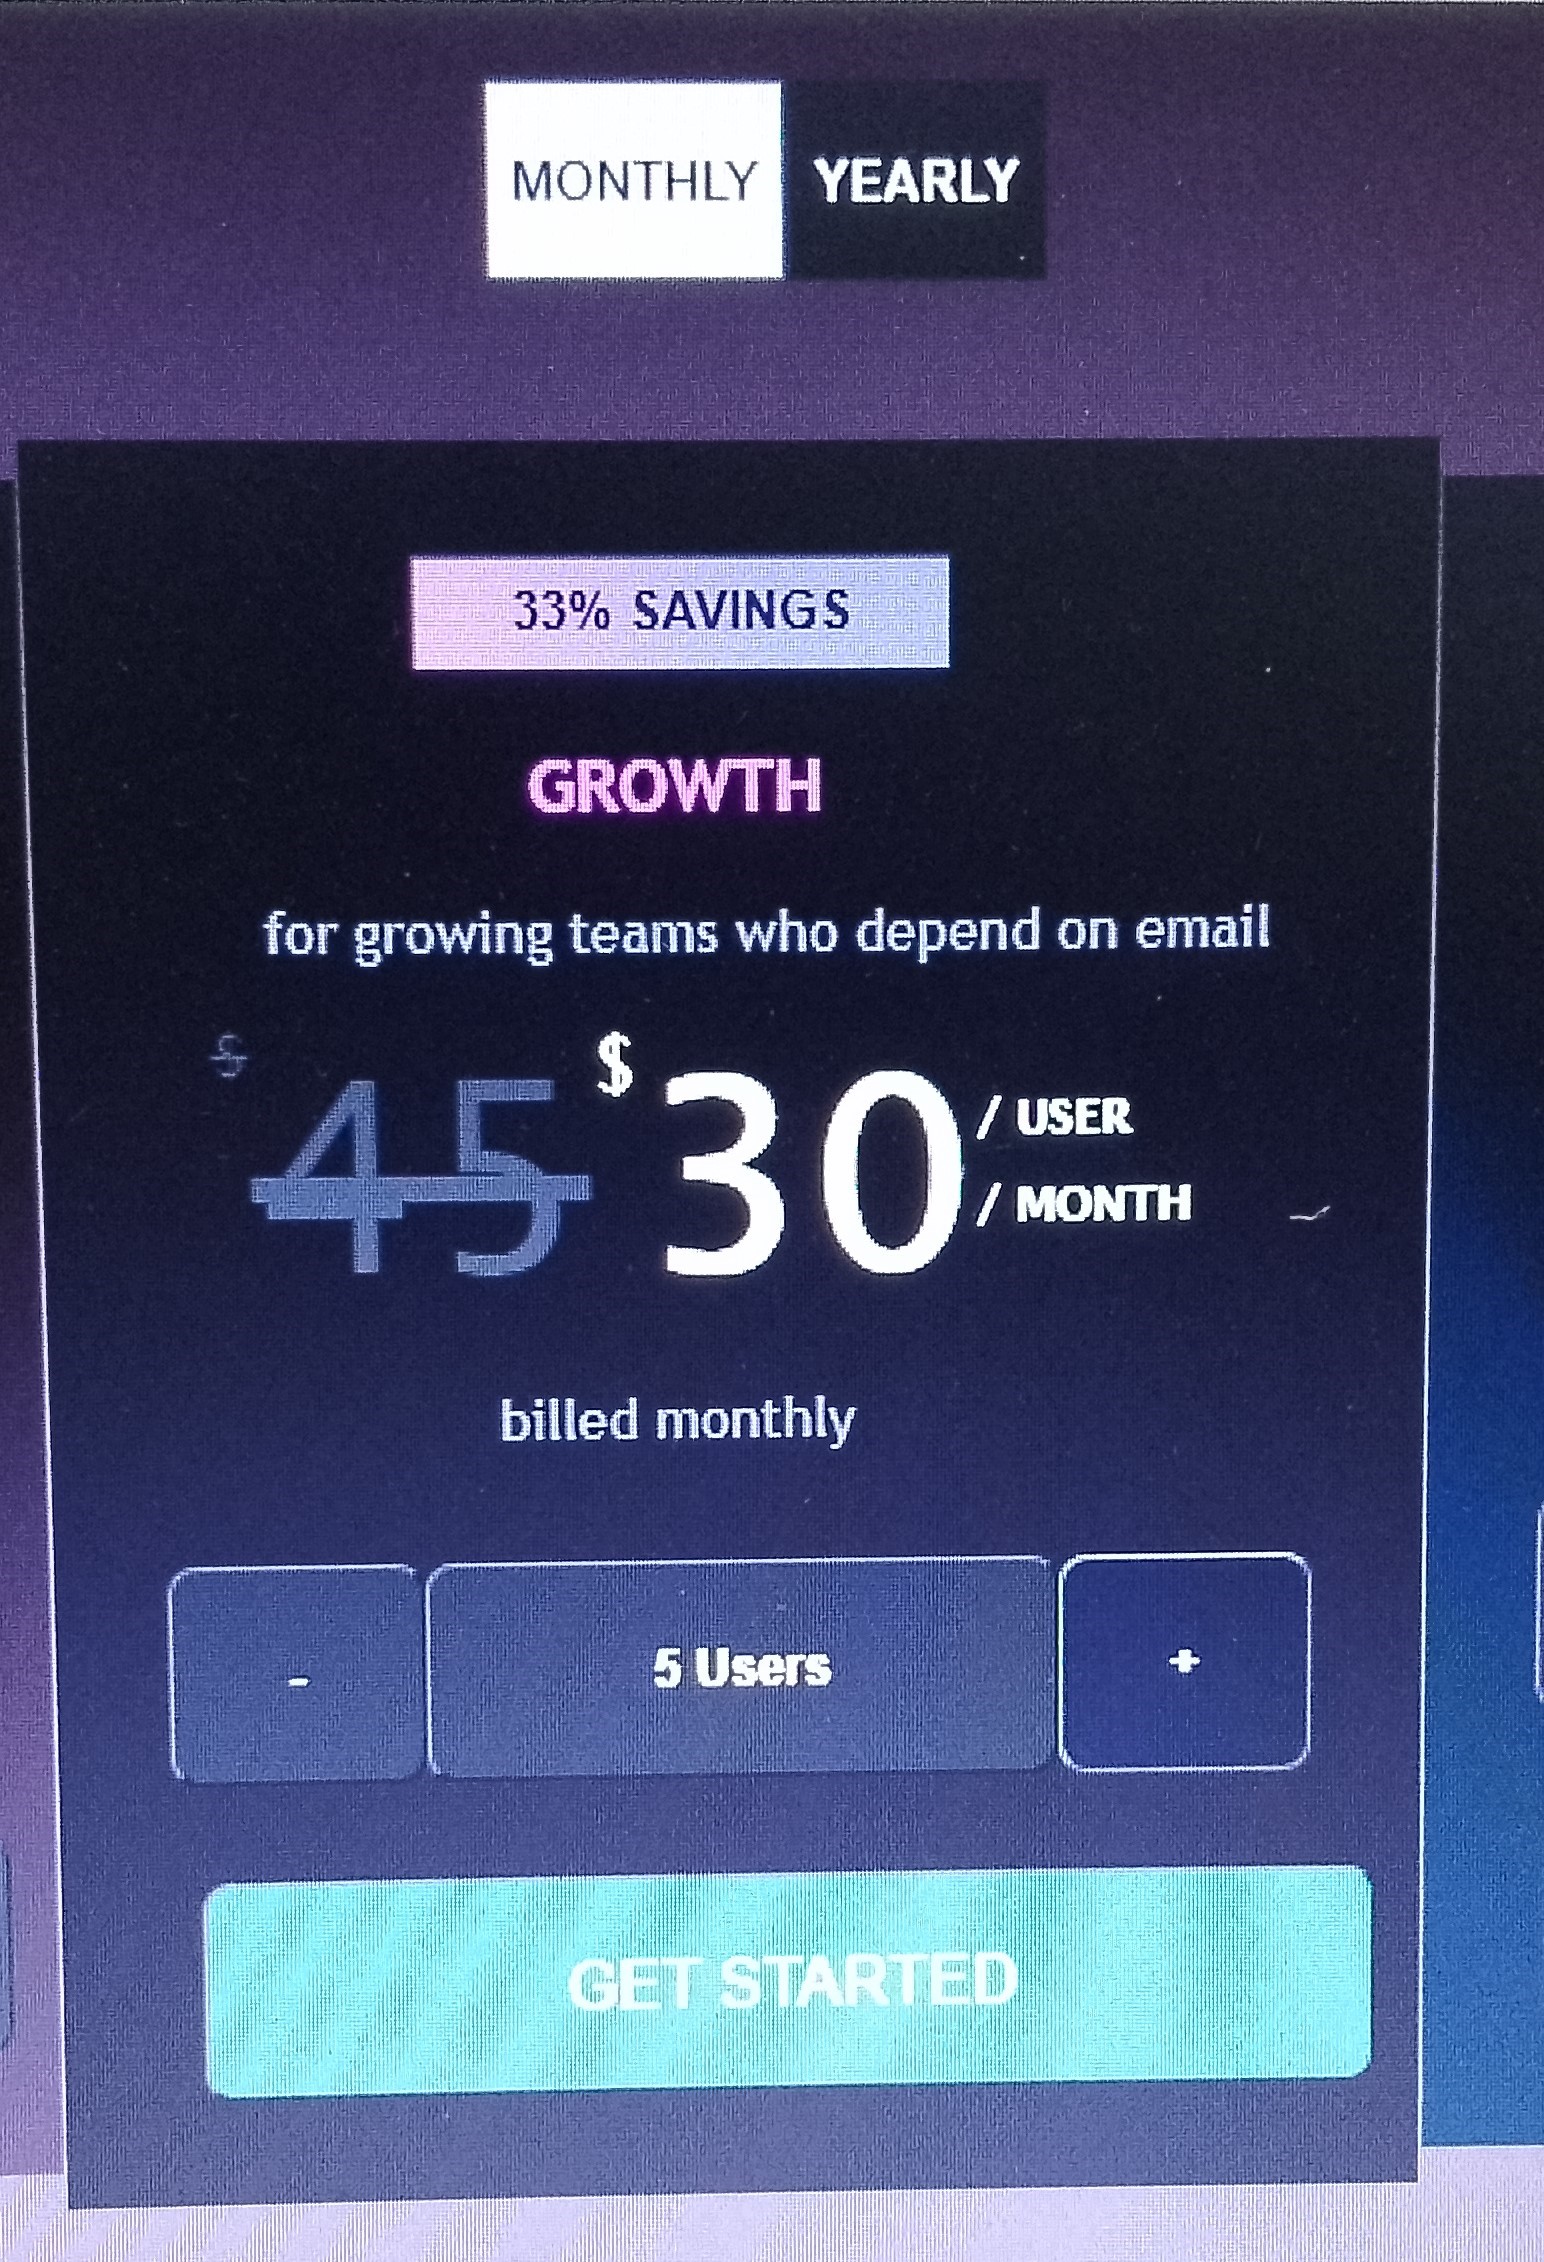 MONTHLY YEARLY
33% SAVINGS
GROWTH
for growing teams who depend on email
$45 $30 / USER
/ MONTH
billed monthly
- 5 Users +
GET STARTED